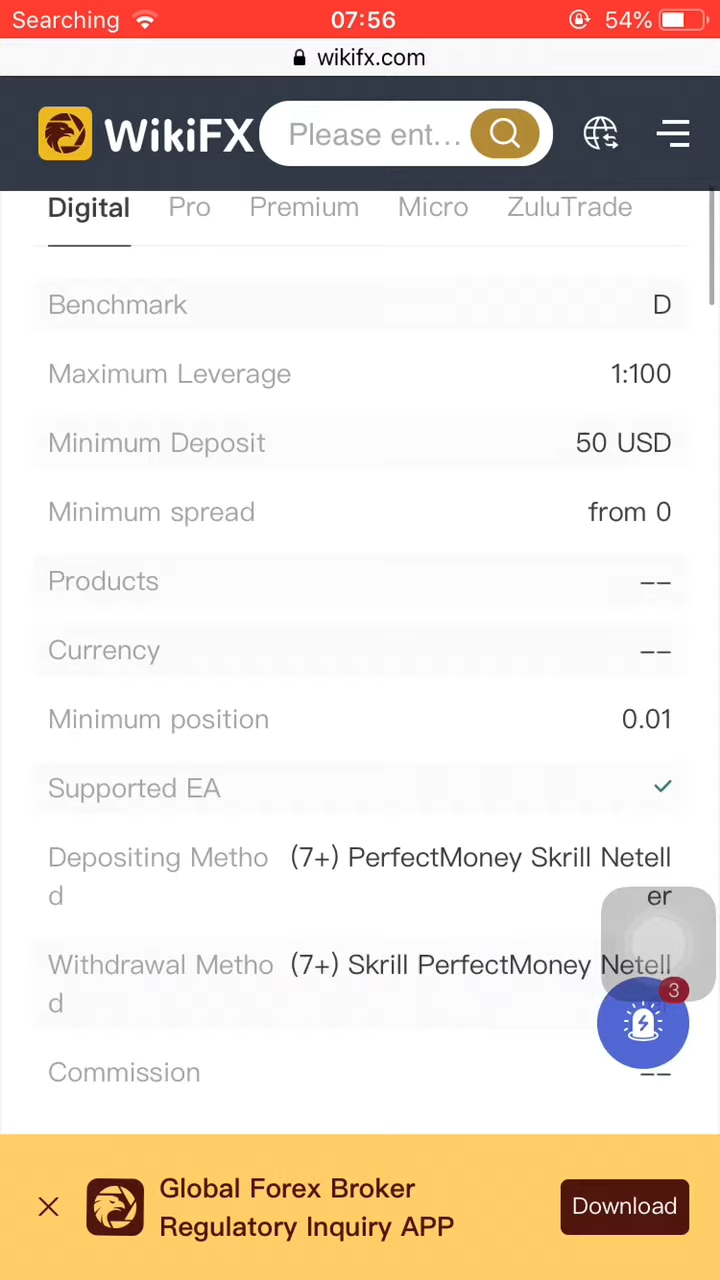 Searching 07:56 54%
wikifx.com
WikiFX Please ent...
Digital Pro Premium Micro ZuluTrade
Benchmark D
Maximum Leverage 1:100
Minimum Deposit 50 USD
Minimum spread from 0
Products --
Currency --
Minimum position 0.01
Supported EA ✓
Depositing Metho (7+) PerfectMoney Skrill Netell
d er
Withdrawal Metho (7+) Skrill PerfectMoney Netell
d
3
Commission --
Global Forex Broker
Regulatory Inquiry APP
Download